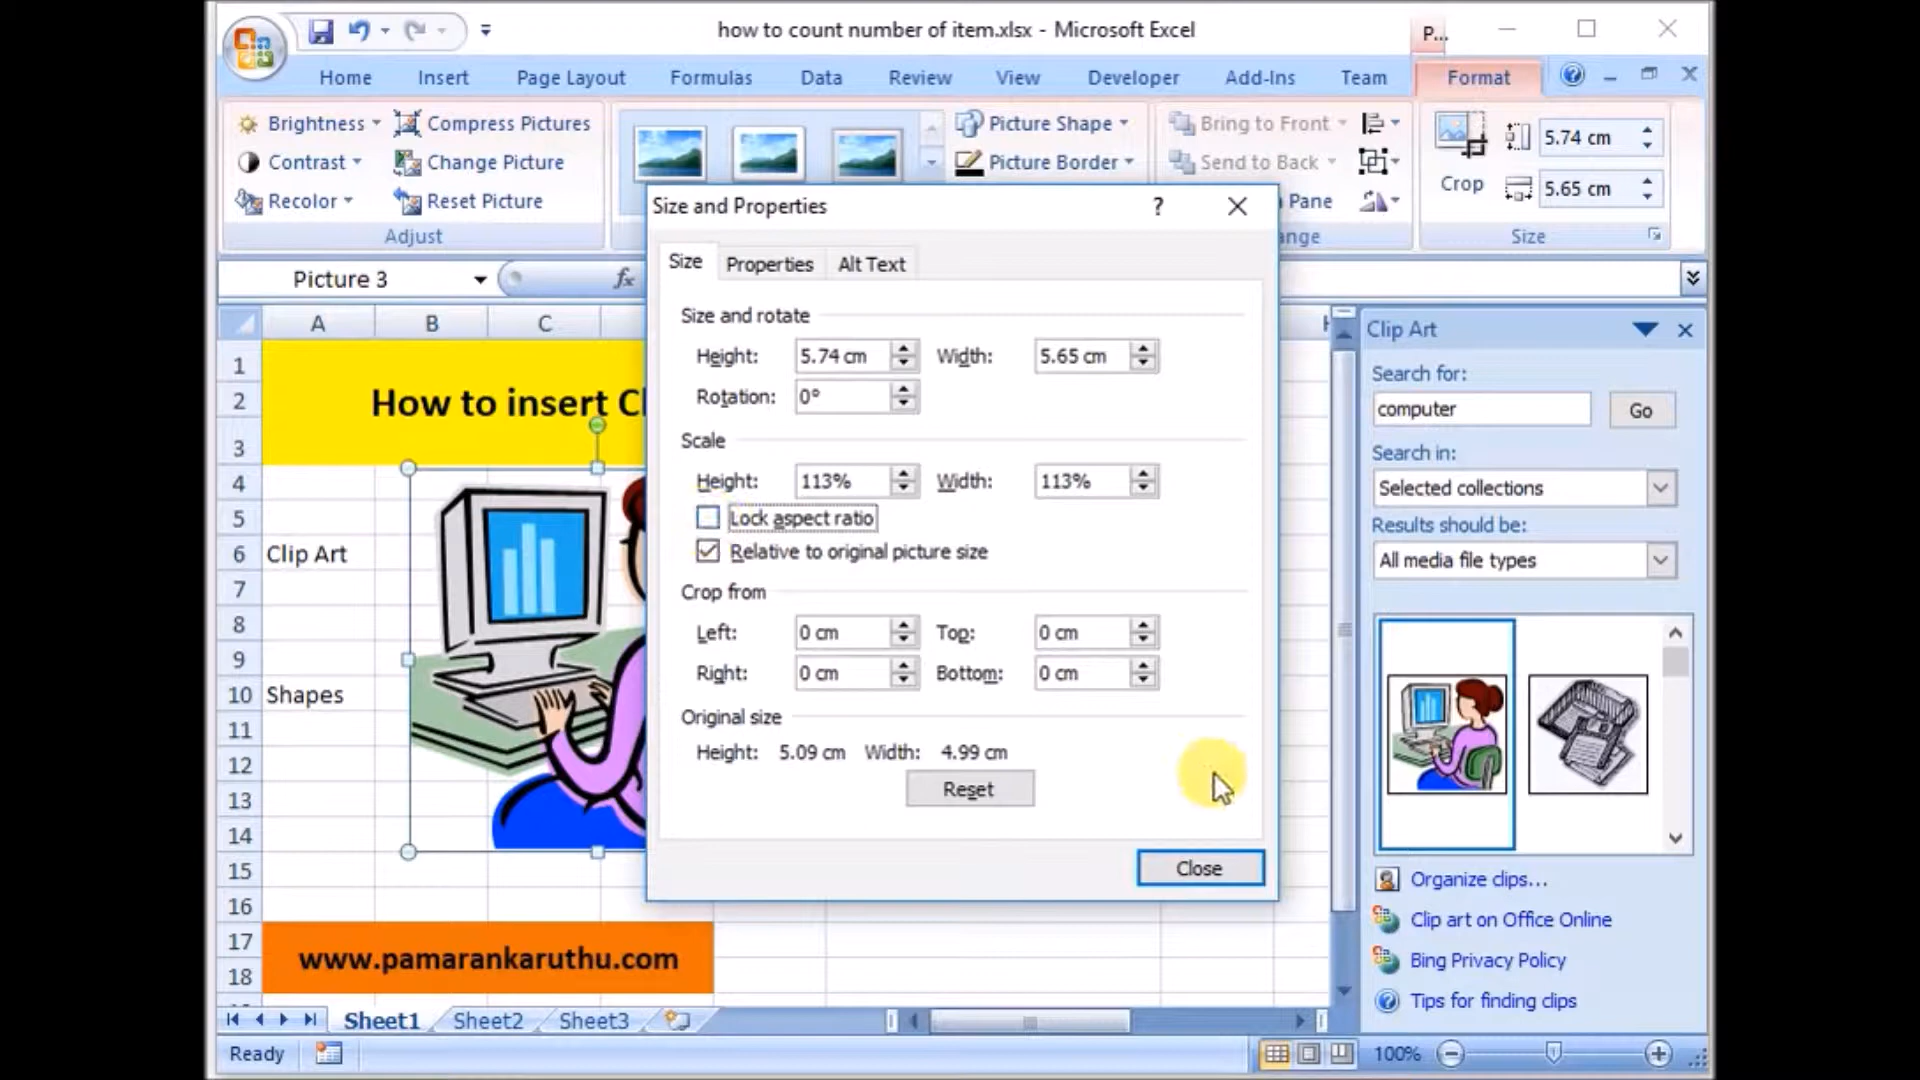 how to count number of item.xlsx - Microsoft Excel
P...
Home Insert Page Layout Formulas Data Review View Developer Add-Ins Team Format
Brightness Compress Pictures Picture Shape Bring to Front 5.74 cm
Contrast Change Picture Picture Border Send to Back
Recolor Reset Picture Pane Crop 5.65 cm
Adjust nge Size
Picture 3 fx
Size and Properties ?
Size Properties Alt Text
Size and rotate
Height: 5.74 cm Width: 5.65 cm
Rotation: 0°
Scale
Height: 113% Width: 113%
Lock aspect ratio
Relative to original picture size
Crop from
Left: 0 cm Top: 0 cm
Right: 0 cm Bottom: 0 cm
Original size
Height: 5.09 cm Width: 4.99 cm
Reset
Close
A B C H
1
2 How to insert Cl
3
4
5
6 Clip Art
7
8
9
10 Shapes
11
12
13
14
15
16
17 www.pamarankaruthu.com
18
Clip Art
Search for:
computer Go
Search in:
Selected collections
Results should be:
All media file types
Organize clips...
Clip art on Office Online
Bing Privacy Policy
Tips for finding clips
Sheet1 Sheet2 Sheet3
Ready 100%